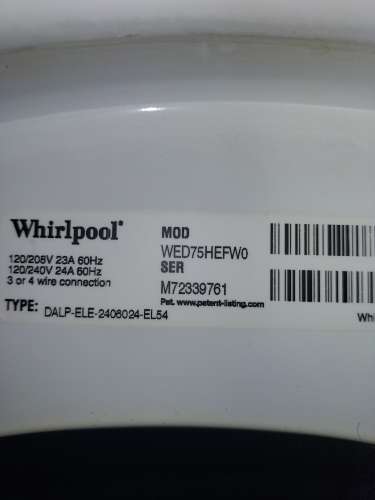 Whirlpool®
120/208V 23A 60Hz
120/240V 24A 60Hz
3 or 4 wire connection
TYPE: DALP-ELE-2406024-EL54
MOD
WED75HEFW0
SER
M72339761
Pat. www.patent-listing.com
Whi